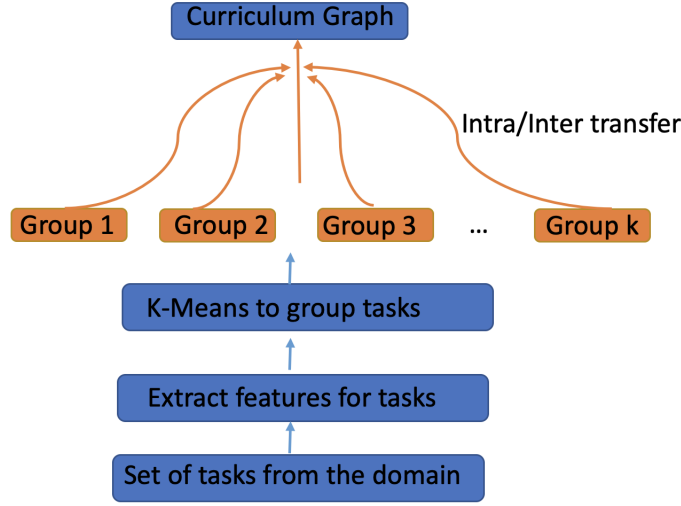 Curriculum Graph
Intra/Inter transfer
Group 1
Group 2
Group 3
...
Group k
K-Means to group tasks
Extract features for tasks
Set of tasks from the domain